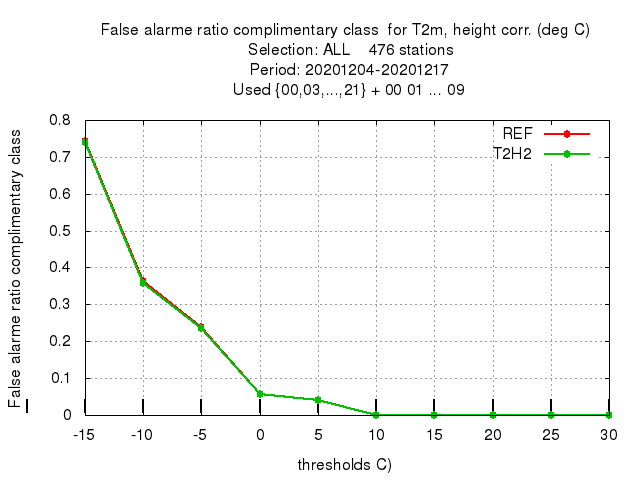 False alarme ratio complimentary class  for T2m, height corr. (deg C)
Selection: ALL    476 stations
Period: 20201204-20201217
Used {00,03,...,21} + 00 01 ... 09
False alarme ratio complimentary class
0.8
0.7
0.6
0.5
0.4
0.3
0.2
0.1
0
REF
T2H2
-15 -10 -5 0 5 10 15 20 25 30
thresholds C)